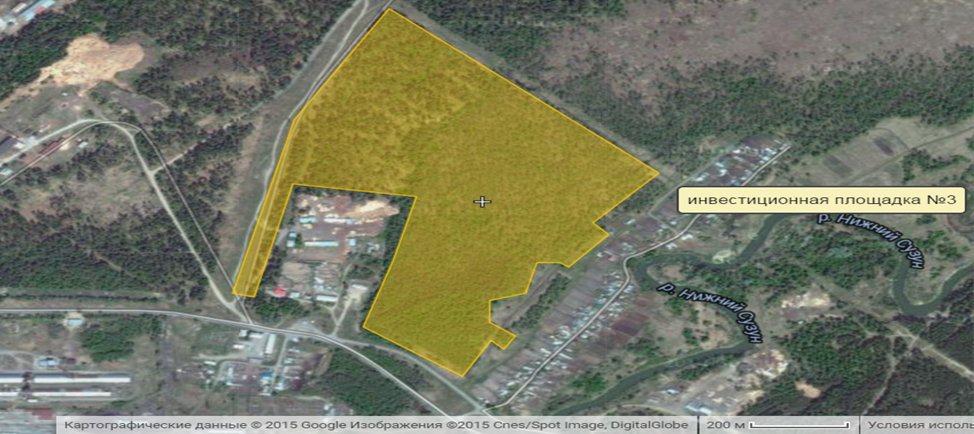 инвестиционная площадка №3
р. Нижний Сузун
р. Нижний Сузун
Картографические данные © 2015 Google Изображения ©2015 Cnes/Spot Image, DigitalGlobe
200 м
Условия исполь